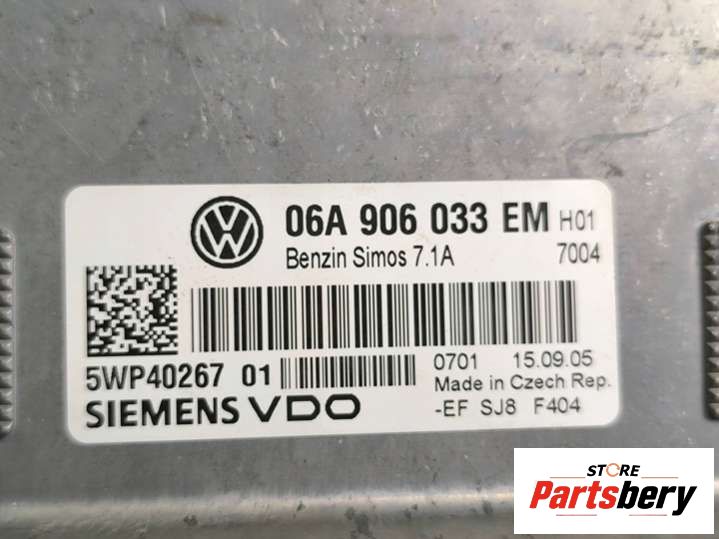 06A 906 033 EM H01
Benzin Simos 7.1A 7004
5WP40267 01
0701 15.09.05
Made in Czech Rep.
SIEMENS VDO
-EF SJ8 F404
STORE
Partsbery